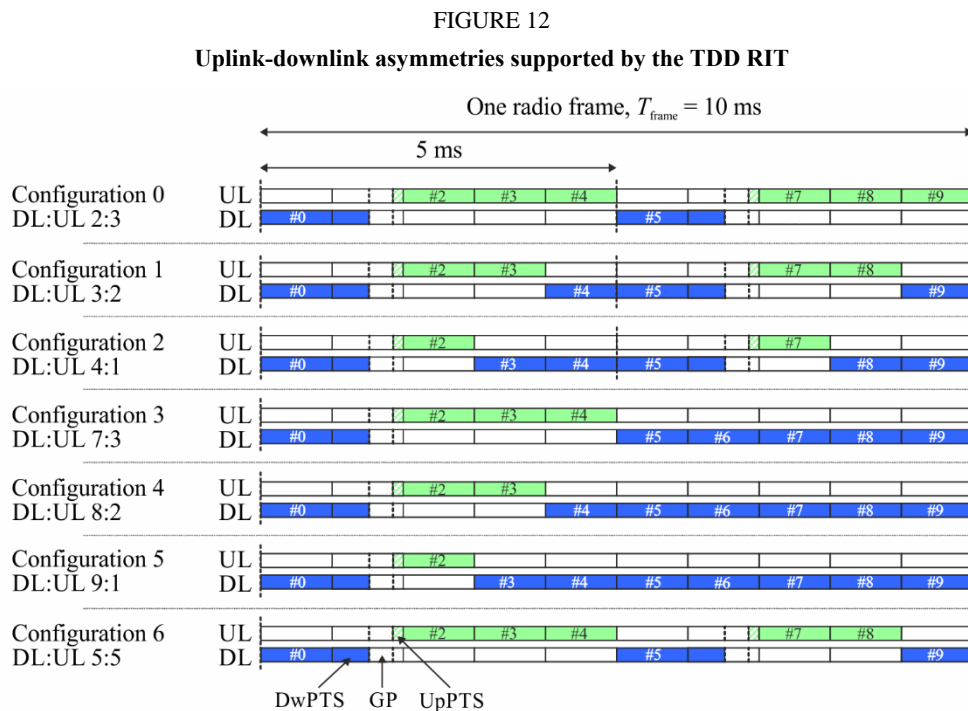 FIGURE 12
Uplink-downlink asymmetries supported by the TDD RIT
One radio frame, T_frame = 10 ms
5 ms
Configuration 0 UL #2 #3 #4 #7 #8 #9
DL:UL 2:3 DL #0 #5
Configuration 1 UL #2 #3 #7 #8
DL:UL 3:2 DL #0 #4 #5 #9
Configuration 2 UL #2 #7
DL:UL 4:1 DL #0 #3 #4 #5 #8 #9
Configuration 3 UL #2 #3 #4
DL:UL 7:3 DL #0 #5 #6 #7 #8 #9
Configuration 4 UL #2 #3
DL:UL 8:2 DL #0 #4 #5 #6 #7 #8 #9
Configuration 5 UL #2
DL:UL 9:1 DL #0 #3 #4 #5 #6 #7 #8 #9
Configuration 6 UL #2 #3 #4 #7 #8
DL:UL 5:5 DL #0 #5 #9
DwPTS GP UpPTS